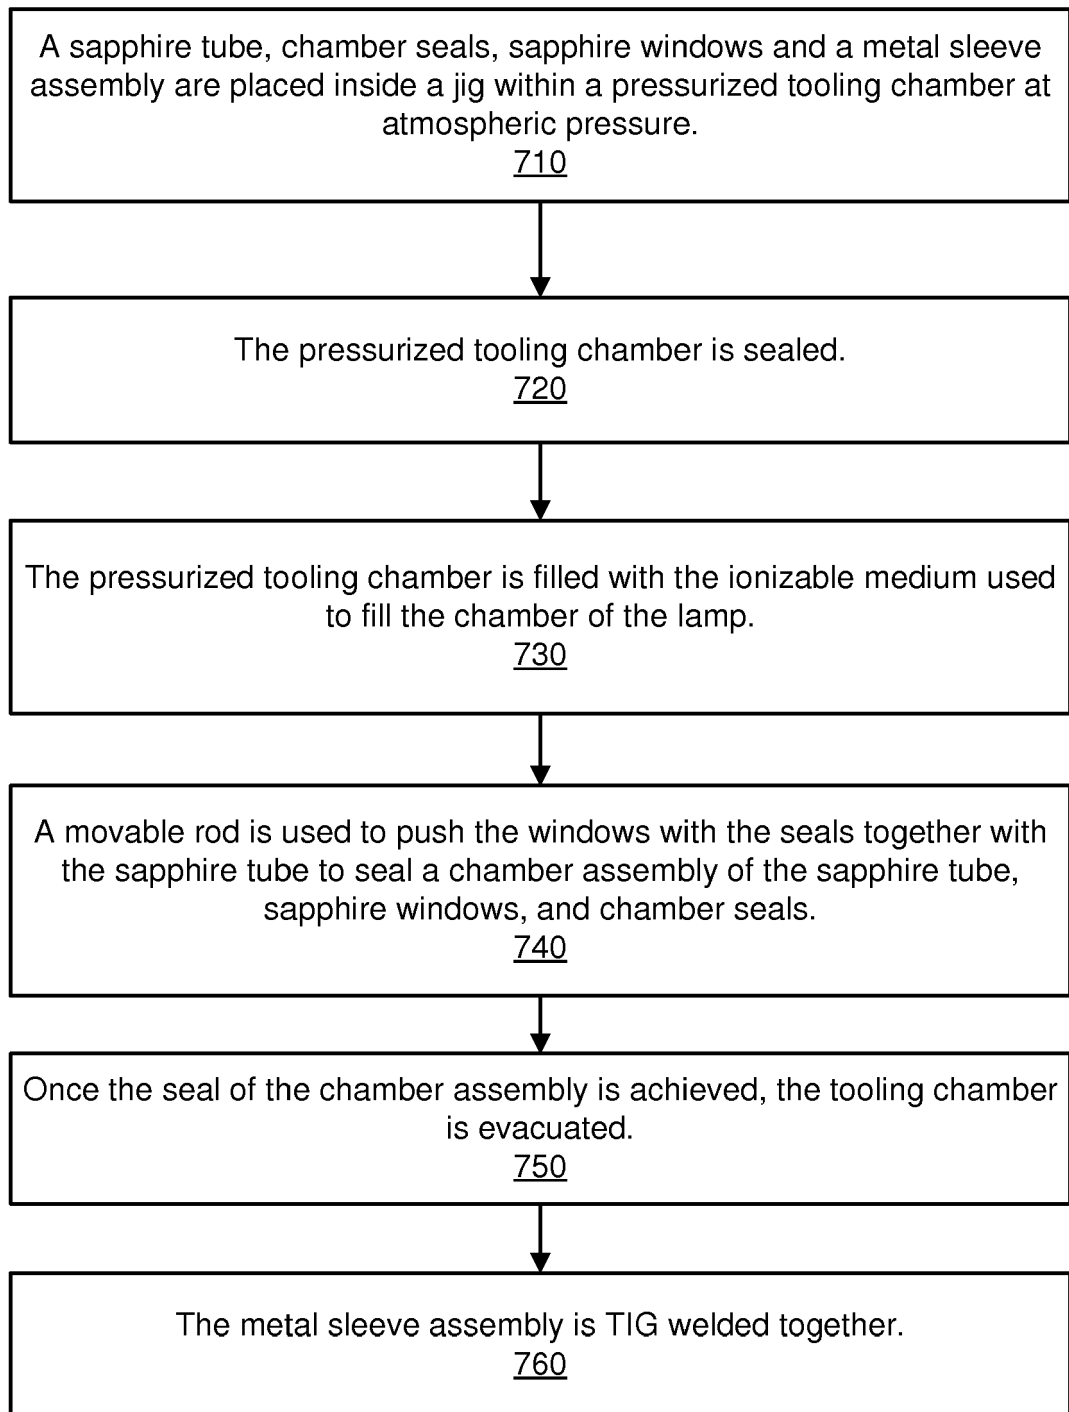 A sapphire tube, chamber seals, sapphire windows and a metal sleeve
assembly are placed inside a jig within a pressurized tooling chamber at
atmospheric pressure.
710
The pressurized tooling chamber is sealed.
720
The pressurized tooling chamber is filled with the ionizable medium used
to fill the chamber of the lamp.
730
A movable rod is used to push the windows with the seals together with
the sapphire tube to seal a chamber assembly of the sapphire tube,
sapphire windows, and chamber seals.
740
Once the seal of the chamber assembly is achieved, the tooling chamber
is evacuated.
750
The metal sleeve assembly is TIG welded together.
760